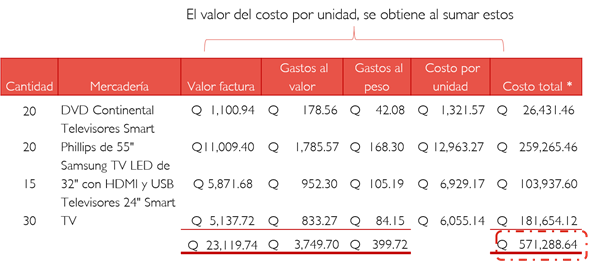 El valor del costo por unidad, se obtiene al sumar estos
Cantidad Mercadería Valor factura Gastos al valor Gastos al peso Costo por unidad Costo total *
20 DVD Continental Q 1,100.94 Q 178.56 Q 42.08 Q 1,321.57 Q 26,431.46
Televisores Smart
20 Phillips de 55" Q11,009.40 Q 1,785.57 Q 168.30 Q 12,963.27 Q 259,265.46
Samsung TV LED de
15 32" con HDMI y USB Q 5,871.68 Q 952.30 Q 105.19 Q 6,929.17 Q 103,937.60
Televisores 24" Smart
30 TV Q 5,137.72 Q 833.27 Q 84.15 Q 6,055.14 Q 181,654.12
Q 23,119.74 Q 3,749.70 Q 399.72 Q 571,288.64